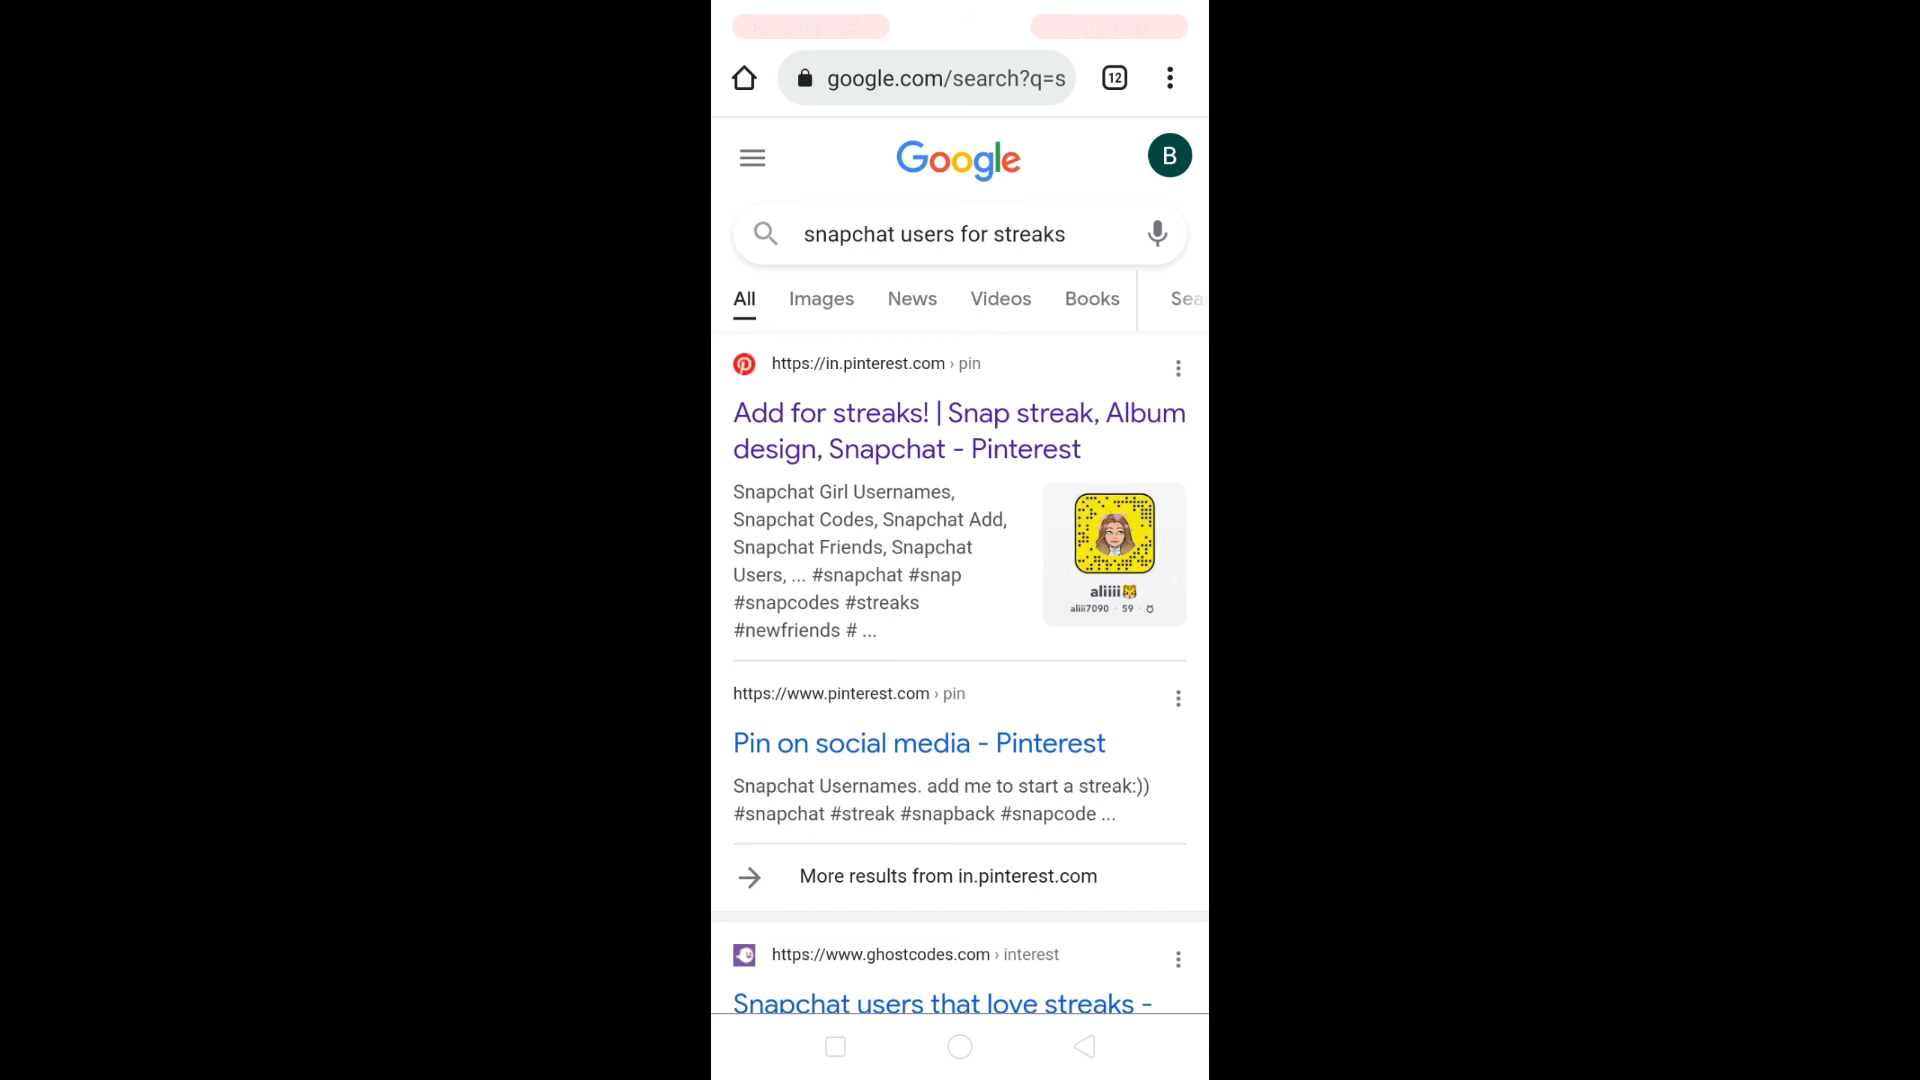 google.com/search?q=s
12
Google
B
snapchat users for streaks
All Images News Videos Books Sea
https://in.pinterest.com › pin
Add for streaks! | Snap streak, Album
design, Snapchat - Pinterest
Snapchat Girl Usernames,
Snapchat Codes, Snapchat Add,
Snapchat Friends, Snapchat
Users, ... #snapchat #snap
#snapcodes #streaks
#newfriends # ...
aliiii🐯
aliii7090 · 59 · ♉
https://www.pinterest.com › pin
Pin on social media - Pinterest
Snapchat Usernames. add me to start a streak:))
#snapchat #streak #snapback #snapcode ...
More results from in.pinterest.com
https://www.ghostcodes.com › interest
Snapchat users that love streaks -